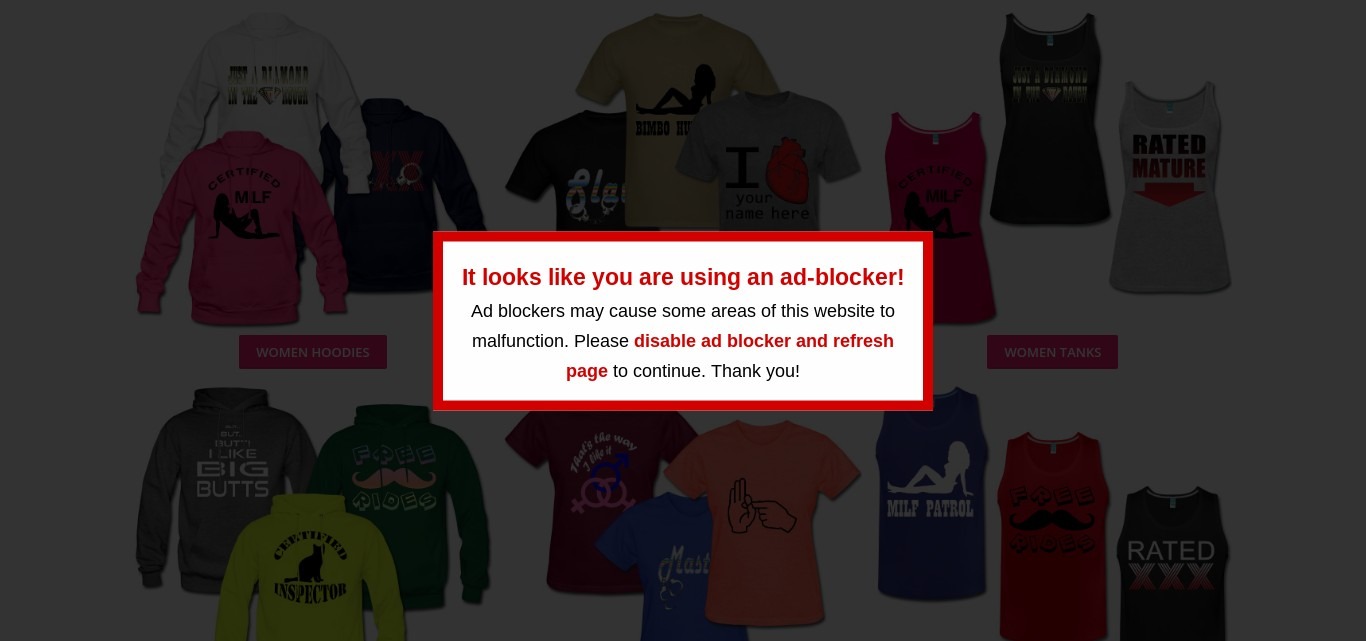 JUST A DIAMOND
IN THE ROUGH
CERTIFIED
MILF
XX
BIMBO
I
your
name here
JUST A DIAMOND
IN THE ROUGH
RATED
MATURE
CERTIFIED
MILF
It looks like you are using an ad-blocker!
Ad blockers may cause some areas of this website to
malfunction. Please disable ad blocker and refresh
page to continue. Thank you!
WOMEN HOODIES
WOMEN TANKS
BUT,
I LIKE
BIG
BUTTS
FREE
RIDES
CERTIFIED
INSPECTOR
That's the way
I like it
Mast
MILF PATROL
FREE
RIDES
RATED
XXX